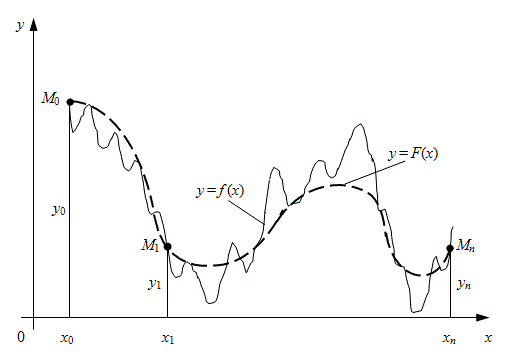 y
M0
y = F(x)
y = f(x)
y0
M1
Mn
y1
yn
0
x0
x1
xn
x